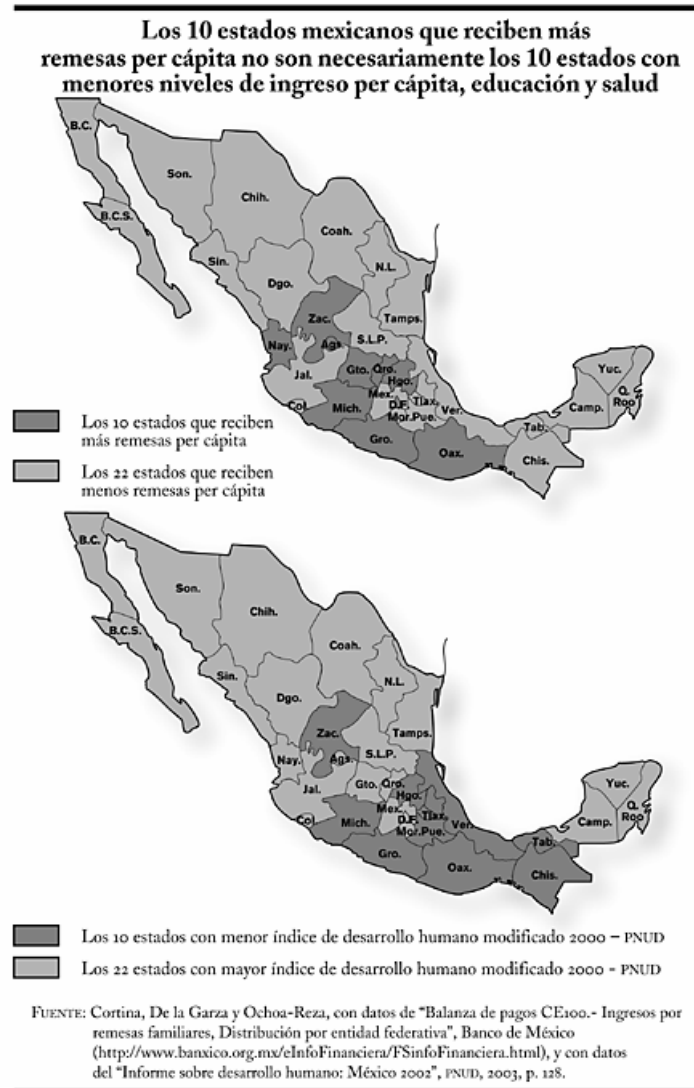 Los 10 estados mexicanos que reciben más
remesas per cápita no son necesariamente los 10 estados con
menores niveles de ingreso per cápita, educación y salud
B.C.
Son.
Chih.
B.C.S.
Coah.
Sin.
N.L.
Dgo.
Zac.
Tamps.
Nay.
Ags.
S.L.P.
Jal.
Gto.
Qro.
Hgo.
Yuc.
Q.
Roo
Col.
Mich.
Mex.
D.F.
Tlax.
Mor.
Pue.
Ver.
Camp.
Tab.
Gro.
Oax.
Chis.
Los 10 estados que reciben
más remesas per cápita
Los 22 estados que reciben
menos remesas per cápita
B.C.
Son.
Chih.
B.C.S.
Coah.
Sin.
N.L.
Dgo.
Zac.
Tamps.
Nay.
Ags.
S.L.P.
Jal.
Gto.
Qro.
Hgo.
Yuc.
Q.
Roo
Col.
Mich.
Mex.
D.F.
Tlax.
Mor.
Pue.
Ver.
Camp.
Tab.
Gro.
Oax.
Chis.
Los 10 estados con menor índice de desarrollo humano modificado 2000 – PNUD
Los 22 estados con mayor índice de desarrollo humano modificado 2000 - PNUD
FUENTE: Cortina, De la Garza y Ochoa-Reza, con datos de “Balanza de pagos CE100.- Ingresos por
remesas familiares, Distribución por entidad federativa”, Banco de México
(http://www.banxico.org.mx/eInfoFinanciera/FSinfoFinanciera.html), y con datos
del “Informe sobre desarrollo humano: México 2002”, PNUD, 2003, p. 128.